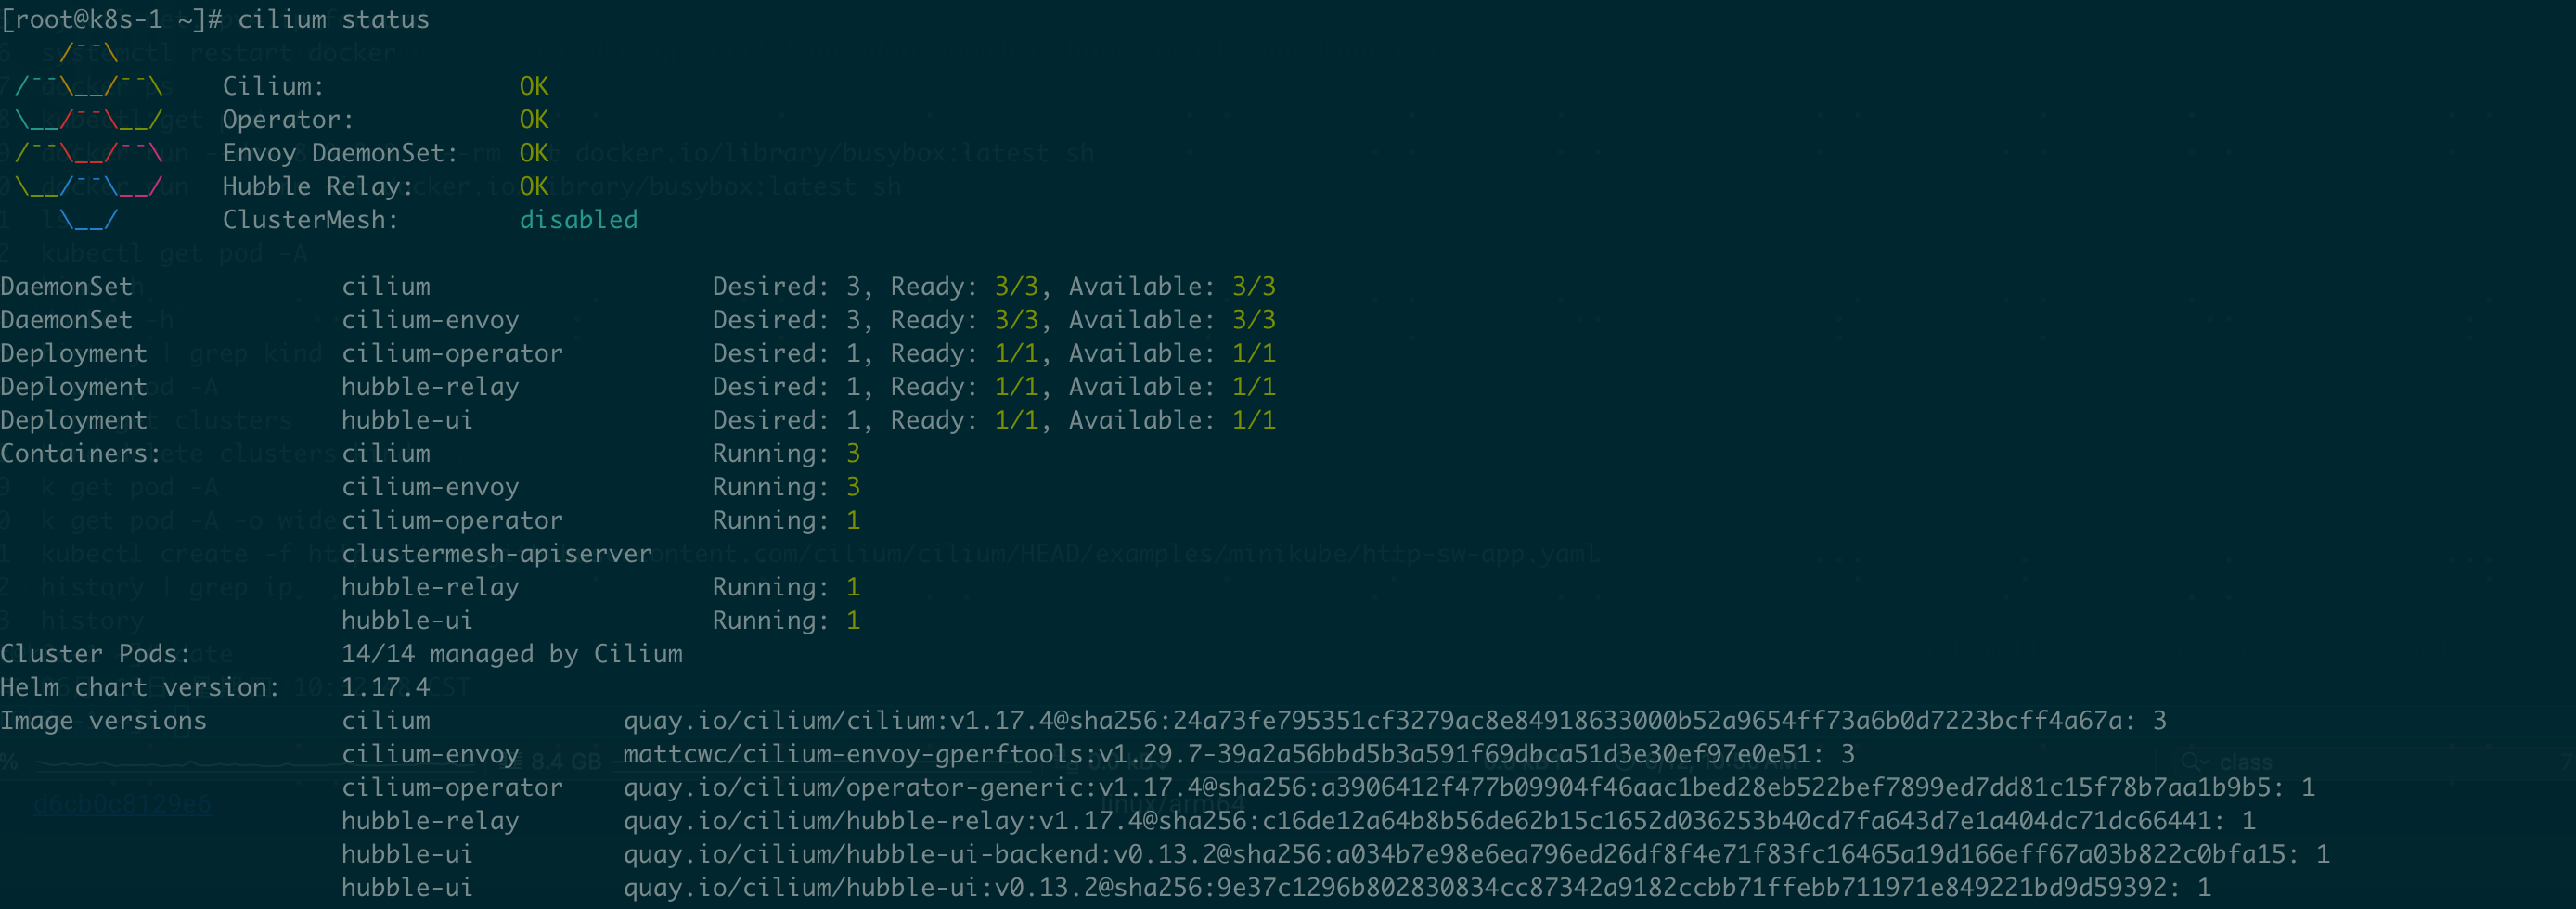 [root@k8s-1 ~]# cilium status
    /¯¯\
 /¯¯\__/¯¯\    Cilium:             OK
 \__/¯¯\__/    Operator:           OK
 /¯¯\__/¯¯\    Envoy DaemonSet:    OK
 \__/¯¯\__/    Hubble Relay:       OK
    \__/       ClusterMesh:        disabled

DaemonSet              cilium                   Desired: 3, Ready: 3/3, Available: 3/3
DaemonSet              cilium-envoy             Desired: 3, Ready: 3/3, Available: 3/3
Deployment             cilium-operator          Desired: 1, Ready: 1/1, Available: 1/1
Deployment             hubble-relay             Desired: 1, Ready: 1/1, Available: 1/1
Deployment             hubble-ui                Desired: 1, Ready: 1/1, Available: 1/1
Containers:            cilium                   Running: 3
                       cilium-envoy             Running: 3
                       cilium-operator          Running: 1
                       clustermesh-apiserver
                       hubble-relay             Running: 1
                       hubble-ui                Running: 1
Cluster Pods:          14/14 managed by Cilium
Helm chart version:    1.17.4
Image versions         cilium             quay.io/cilium/cilium:v1.17.4@sha256:24a73fe795351cf3279ac8e84918633000b52a9654ff73a6b0d7223bcff4a67a: 3
                       cilium-envoy       mattcwc/cilium-envoy-gperftools:v1.29.7-39a2a56bbd5b3a591f69dbca51d3e30ef97e0e51: 3
                       cilium-operator    quay.io/cilium/operator-generic:v1.17.4@sha256:a3906412f477b09904f46aac1bed28eb522bef7899ed7dd81c15f78b7aa1b9b5: 1
                       hubble-relay       quay.io/cilium/hubble-relay:v1.17.4@sha256:c16de12a64b8b56de62b15c1652d036253b40cd7fa643d7e1a404dc71dc66441: 1
                       hubble-ui          quay.io/cilium/hubble-ui-backend:v0.13.2@sha256:a034b7e98e6ea796ed26df8f4e71f83fc16465a19d166eff67a03b822c0bfa15: 1
                       hubble-ui          quay.io/cilium/hubble-ui:v0.13.2@sha256:9e37c1296b802830834cc87342a9182ccbb71ffebb711971e849221bd9d59392: 1